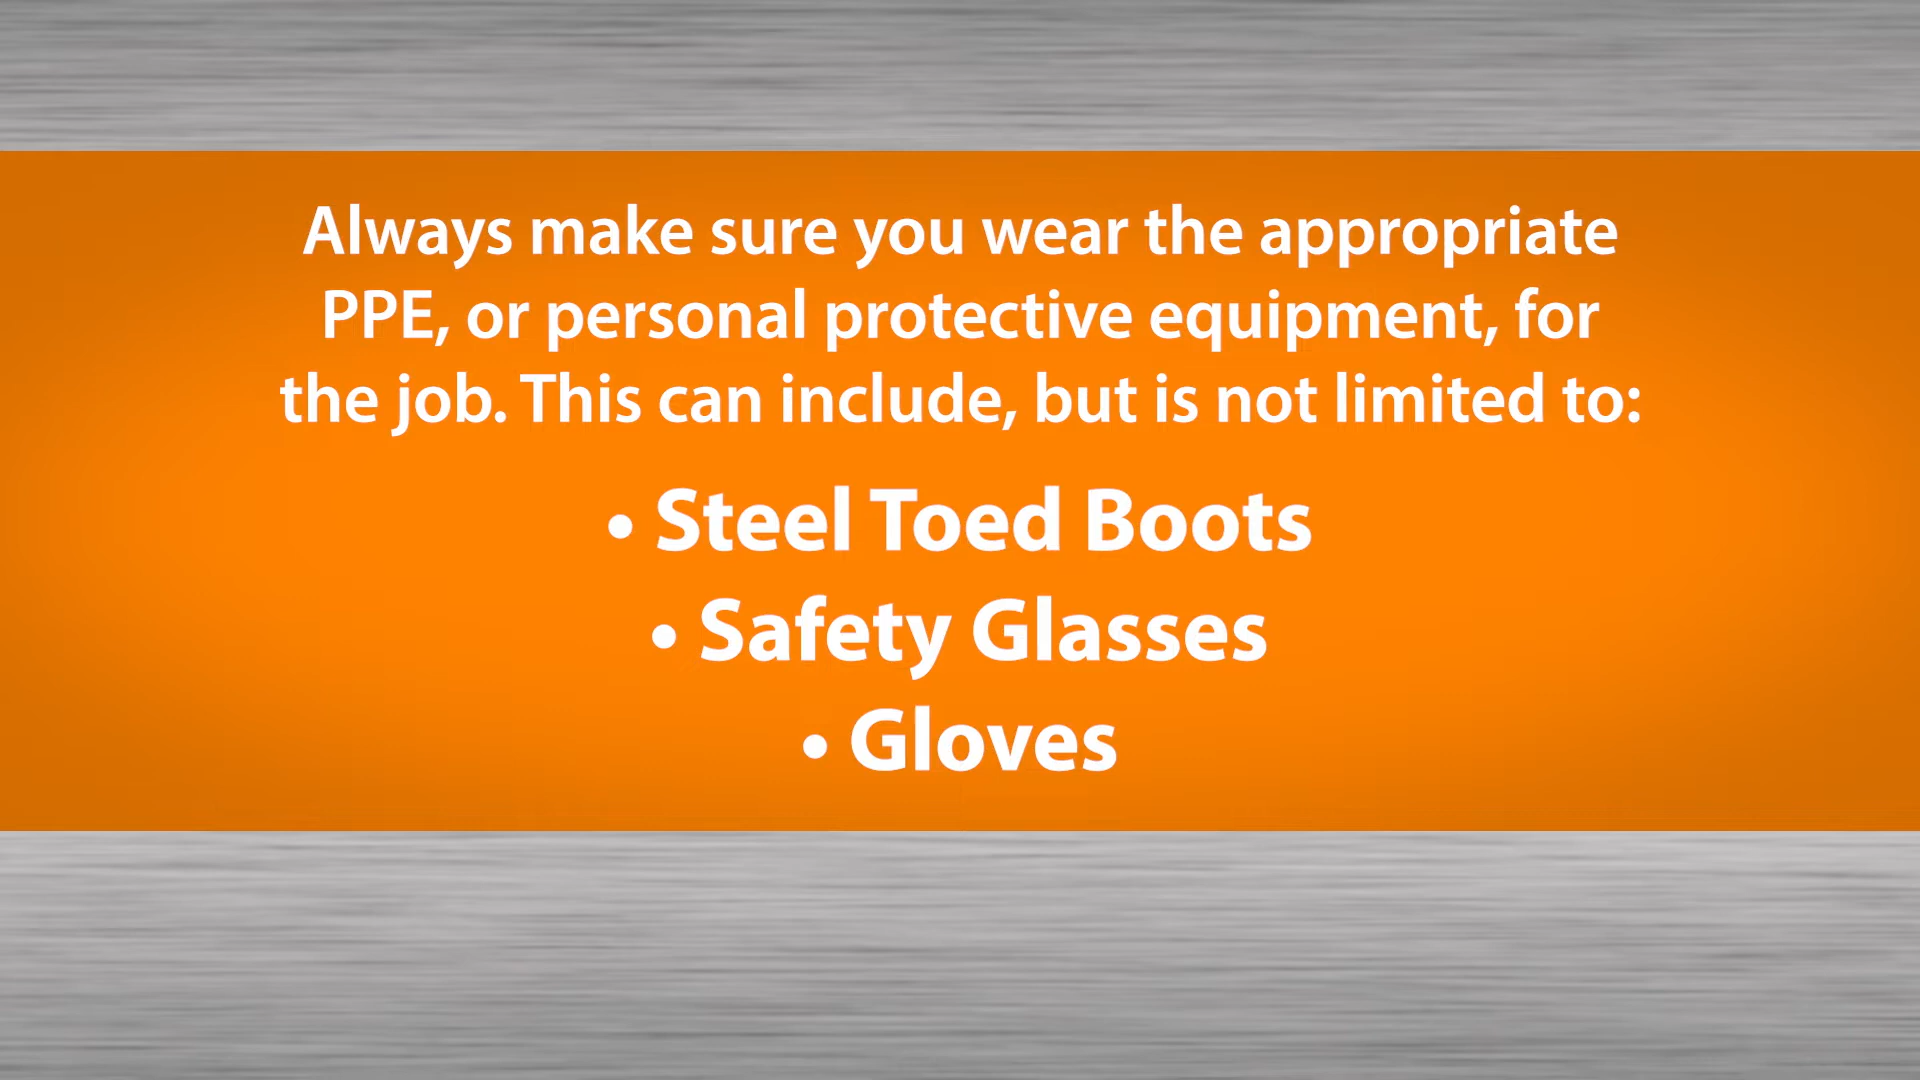 Always make sure you wear the appropriate
PPE, or personal protective equipment, for
the job. This can include, but is not limited to:
• Steel Toed Boots
• Safety Glasses
• Gloves